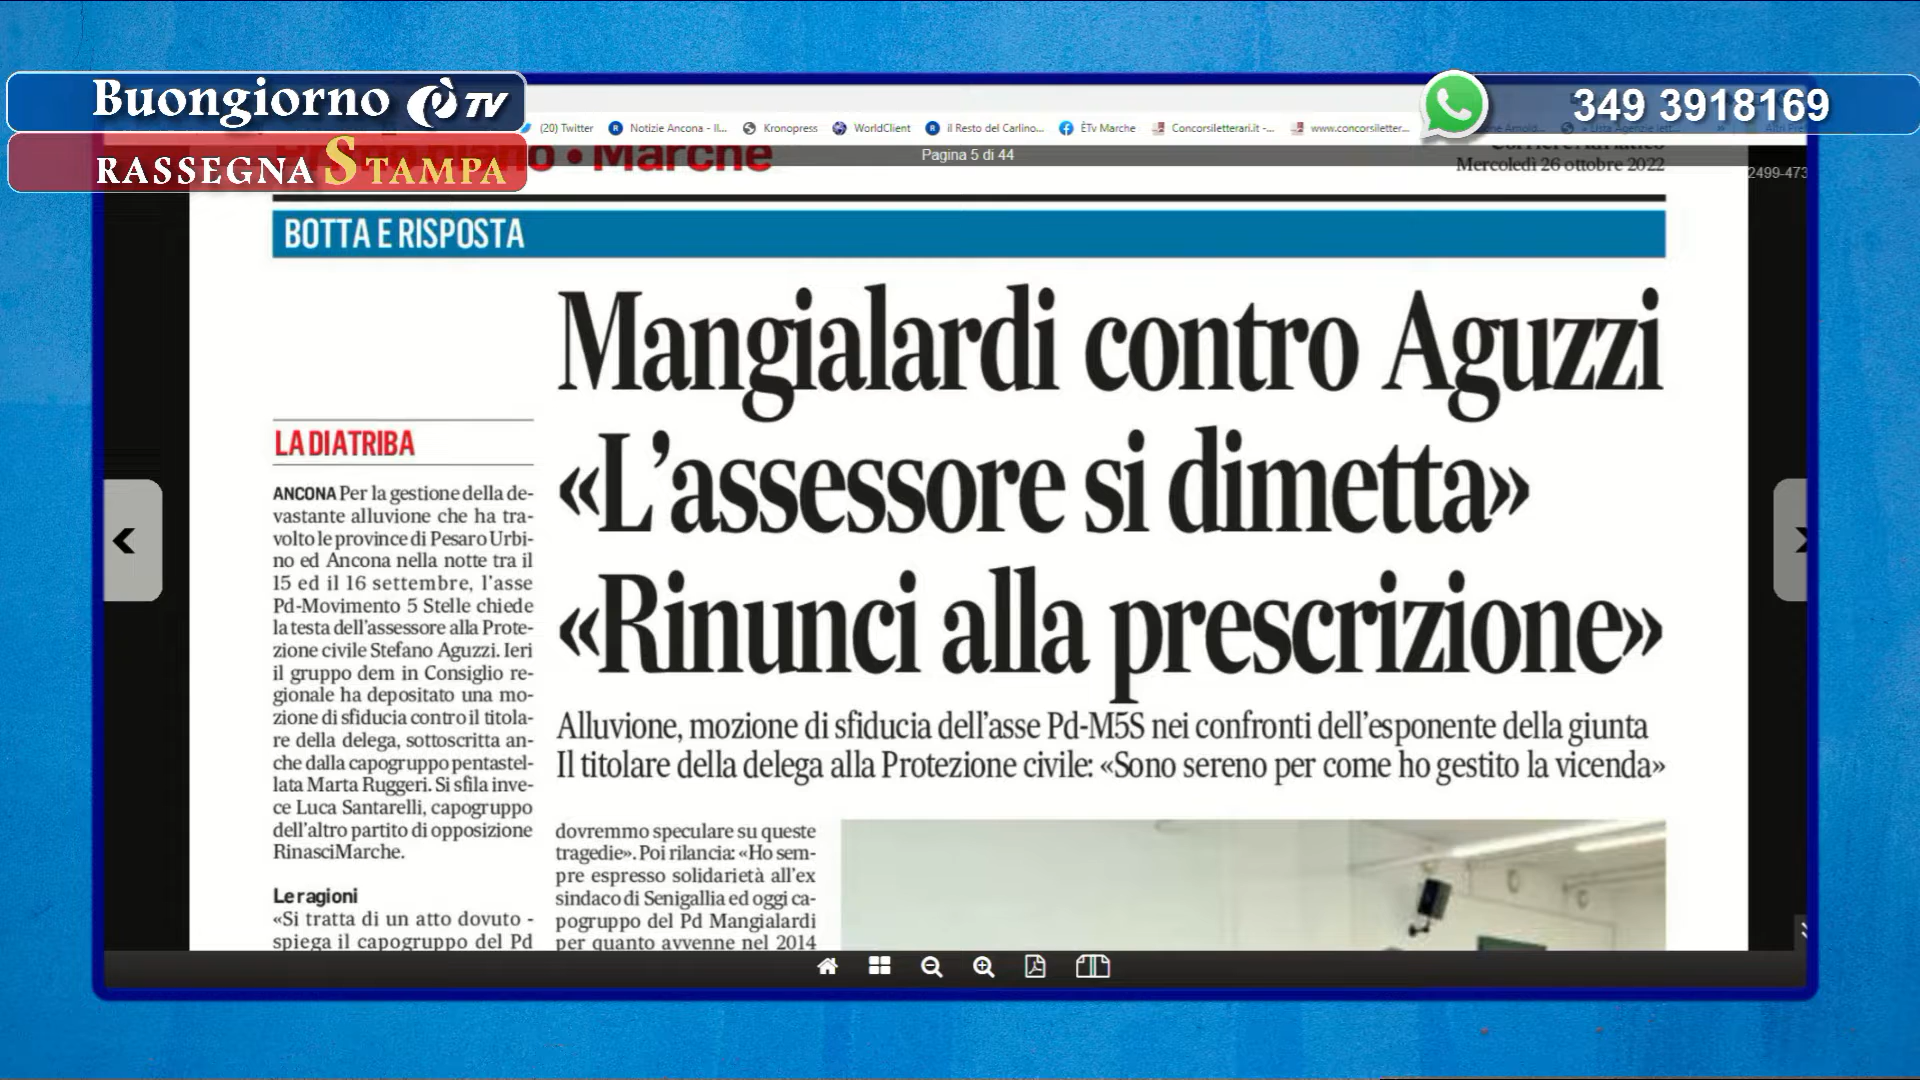 Buongiorno èTV
RASSEGNA STAMPA
349 3918169
(20) Twitter
Notizie Ancona - Il...
Kronopress
WorldClient
il Resto del Carlino...
ÈTv Marche
Concorsiletterari.it -...
www.concorsiletter...
• Marche
Pagina 5 di 44
Mercoledì 26 ottobre 2022
2499-473
BOTTA E RISPOSTA
Mangialardi contro Aguzzi
«L'assessore si dimetta»
«Rinunci alla prescrizione»
Alluvione, mozione di sfiducia dell'asse Pd-M5S nei confronti dell'esponente della giunta
Il titolare della delega alla Protezione civile: «Sono sereno per come ho gestito la vicenda»
LA DIATRIBA
ANCONA Per la gestione della de-
vastante alluvione che ha tra-
volto le province di Pesaro Urbi-
no ed Ancona nella notte tra il
15 ed il 16 settembre, l'asse
Pd-Movimento 5 Stelle chiede
la testa dell'assessore alla Prote-
zione civile Stefano Aguzzi. Ieri
il gruppo dem in Consiglio re-
gionale ha depositato una mo-
zione di sfiducia contro il titola-
re della delega, sottoscritta an-
che dalla capogruppo pentastel-
lata Marta Ruggeri. Si sfila inve-
ce Luca Santarelli, capogruppo
dell'altro partito di opposizione
RinasciMarche.
Le ragioni
«Si tratta di un atto dovuto -
spiega il capogruppo del Pd
dovremmo speculare su queste
tragedie». Poi rilancia: «Ho sem-
pre espresso solidarietà all'ex
sindaco di Senigallia ed oggi ca-
pogruppo del Pd Mangialardi
per quanto avvenne nel 2014